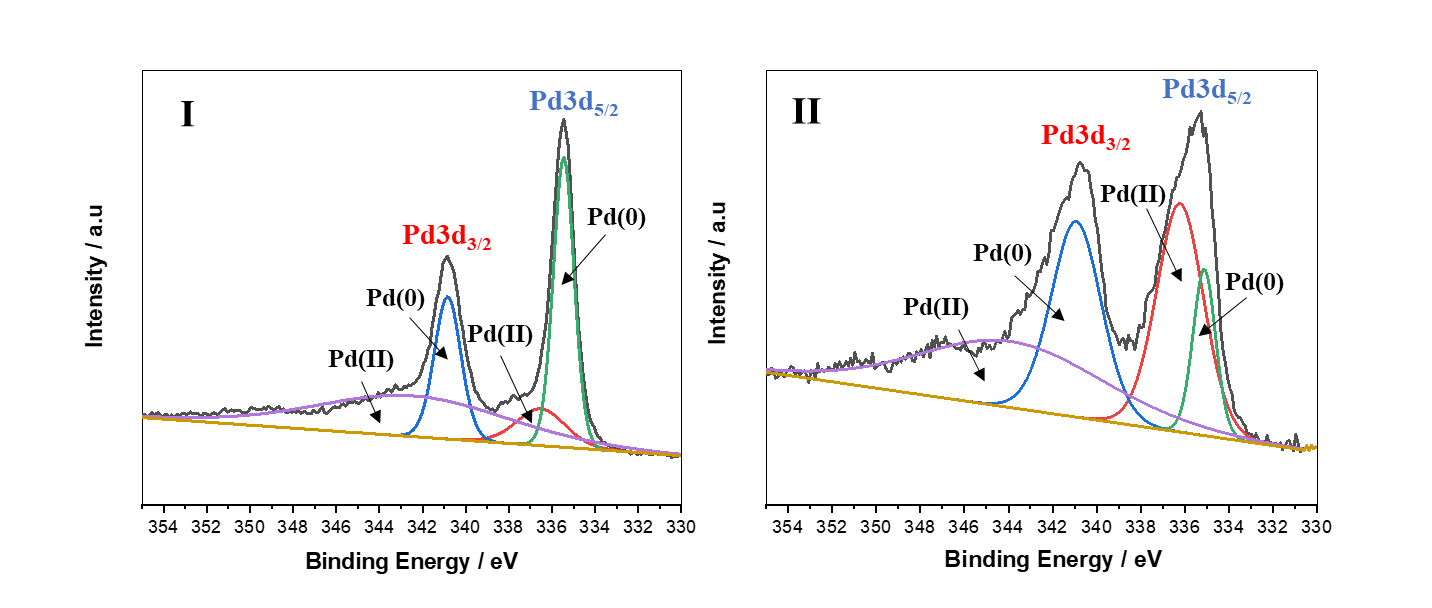 I
Pd3d5/2
Pd(0)
Pd3d3/2
Pd(0)
Pd(II)
Pd(II)
Intensity / a.u
354 352 350 348 346 344 342 340 338 336 334 332 330
Binding Energy / eV
II
Pd3d5/2
Pd3d3/2
Pd(II)
Pd(0)
Pd(0)
Pd(II)
Intensity / a.u
354 352 350 348 346 344 342 340 338 336 334 332 330
Binding Energy / eV